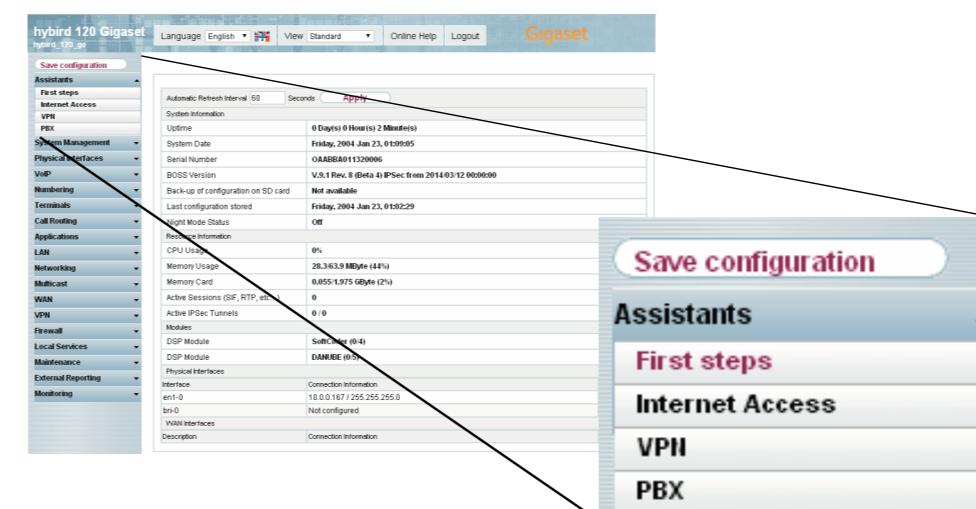 hybird 120 Gigaset
hybird_120_ge
Language English View Standard Online Help Logout
Gigaset
Save configuration
Assistants
First steps
Internet Access
VPN
PBX
System Management
Physical Interfaces
VoIP
Numbering
Terminals
Call Routing
Applications
LAN
Networking
Multicast
WAN
VPN
Firewall
Local Services
Maintenance
External Reporting
Monitoring
Automatic Refresh Interval 60 Seconds Apply
System Information
Uptime 0 Day(s) 0 Hour(s) 2 Minute(s)
System Date Friday, 2004 Jan 23, 01:09:05
Serial Number OAABBA011320006
BOSS Version V.9.1 Rev. 8 (Beta 4) IPSec from 2014/03/12 00:00:00
Back-up of configuration on SD card Not available
Last configuration stored Friday, 2004 Jan 23, 01:02:29
Night Mode Status Off
Resource Information
CPU Usage 0%
Memory Usage 28.3/63.9 MByte (44%)
Memory Card 0.055/1.975 GByte (2%)
Active Sessions (SIF, RTP, etc... ) 0
Active IPSec Tunnels 0 / 0
Modules
DSP Module SoftCoder (0/4)
DSP Module DANUBE (0/5)
Physical Interfaces
Interface Connection Information
en1-0 10.0.0.167 / 255.255.255.0
bri-0 Not configured
WAN Interfaces
Description Connection Information
Save configuration
Assistants
First steps
Internet Access
VPN
PBX